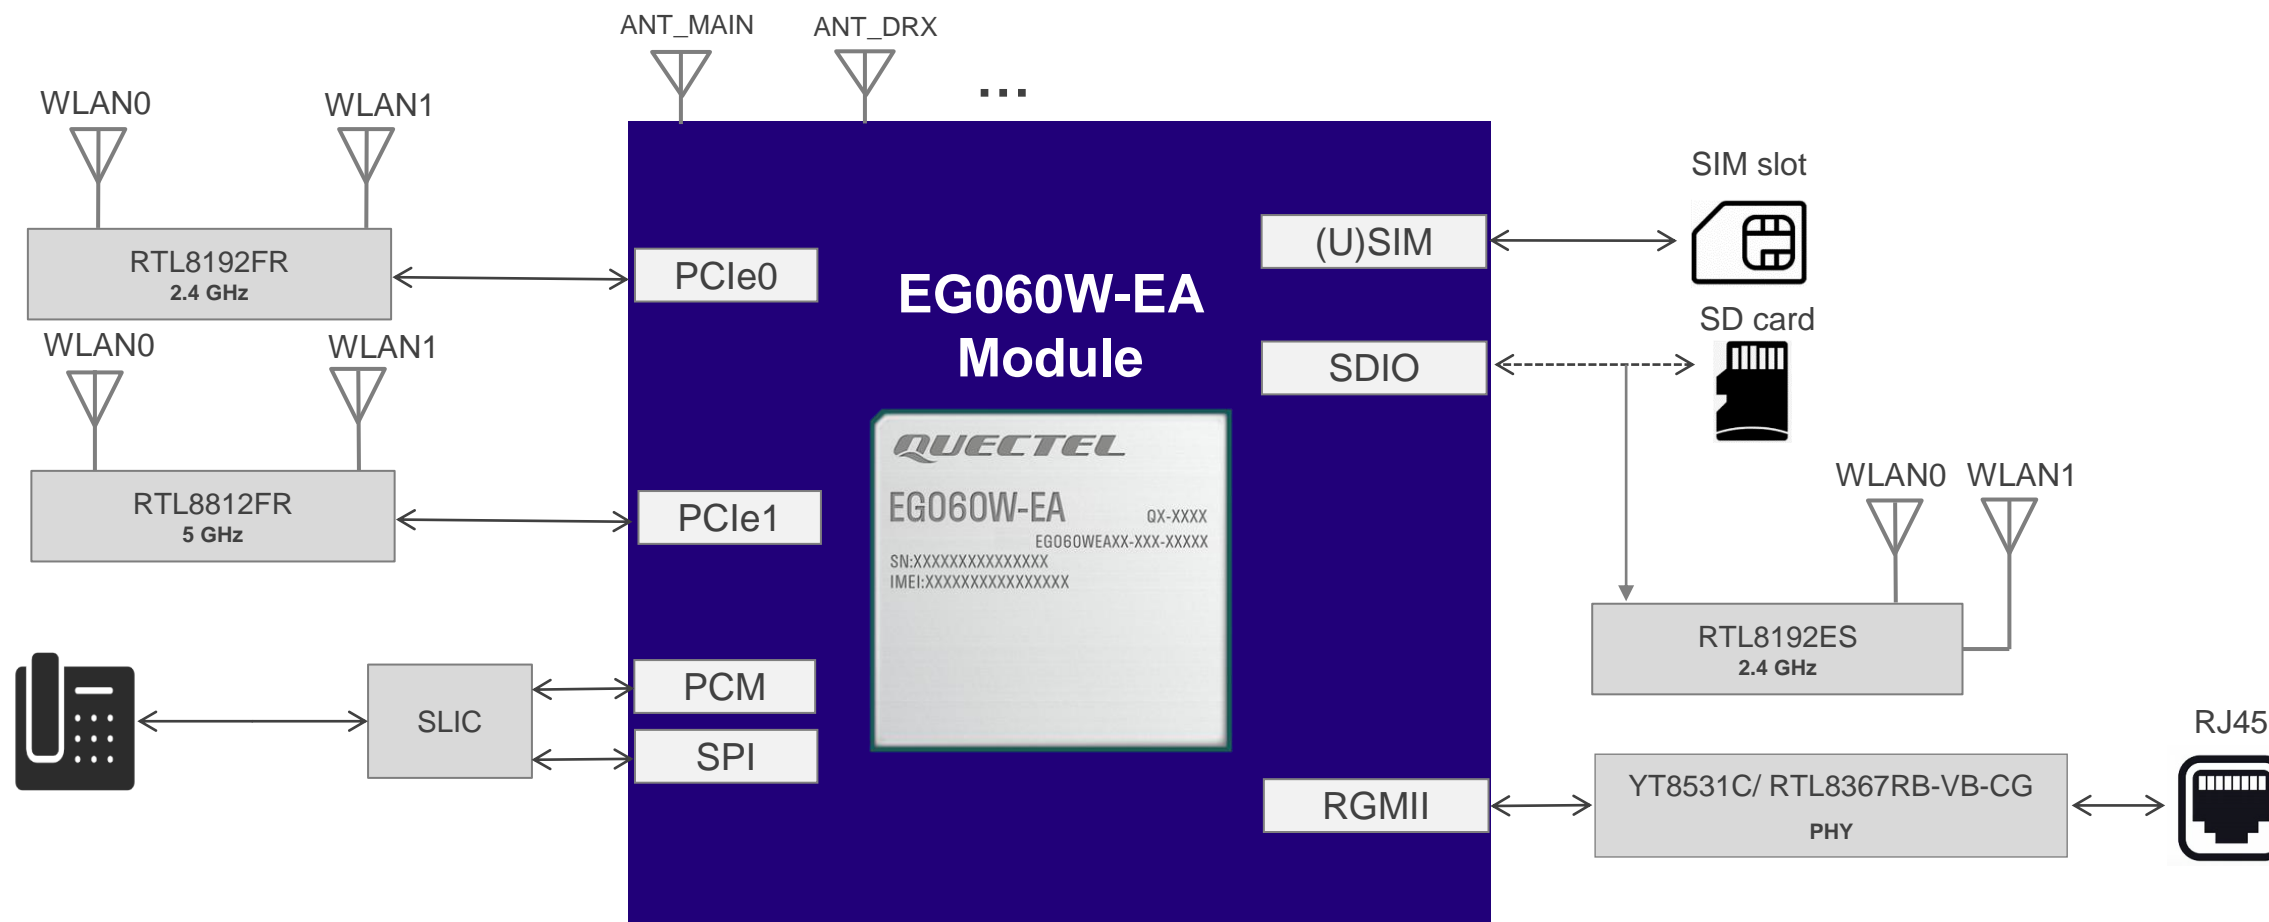 ANT_MAIN
ANT_DRX
...
WLAN0
WLAN1
RTL8192FR
2.4 GHz
WLAN0
WLAN1
RTL8812FR
5 GHz
SLIC
PCIe0
PCIe1
PCM
SPI
EG060W-EA
Module
QUECTEL
EG060W-EA
QX-XXXX
EG060WEAXX-XXX-XXXXX
SN:XXXXXXXXXXXXXXX
IMEI:XXXXXXXXXXXXXXXX
(U)SIM
SDIO
RGMII
SIM slot
SD card
WLAN0
WLAN1
RTL8192ES
2.4 GHz
YT8531C/ RTL8367RB-VB-CG
PHY
RJ45